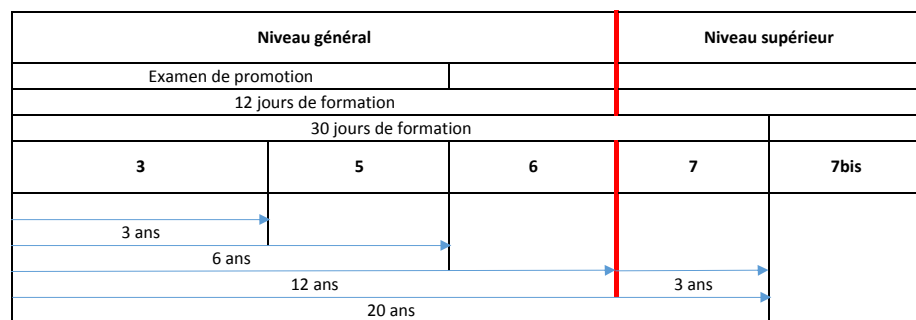 Niveau général Niveau supérieur
Examen de promotion
12 jours de formation
30 jours de formation
3 5 6 7 7bis
3 ans
6 ans
12 ans 3 ans
20 ans